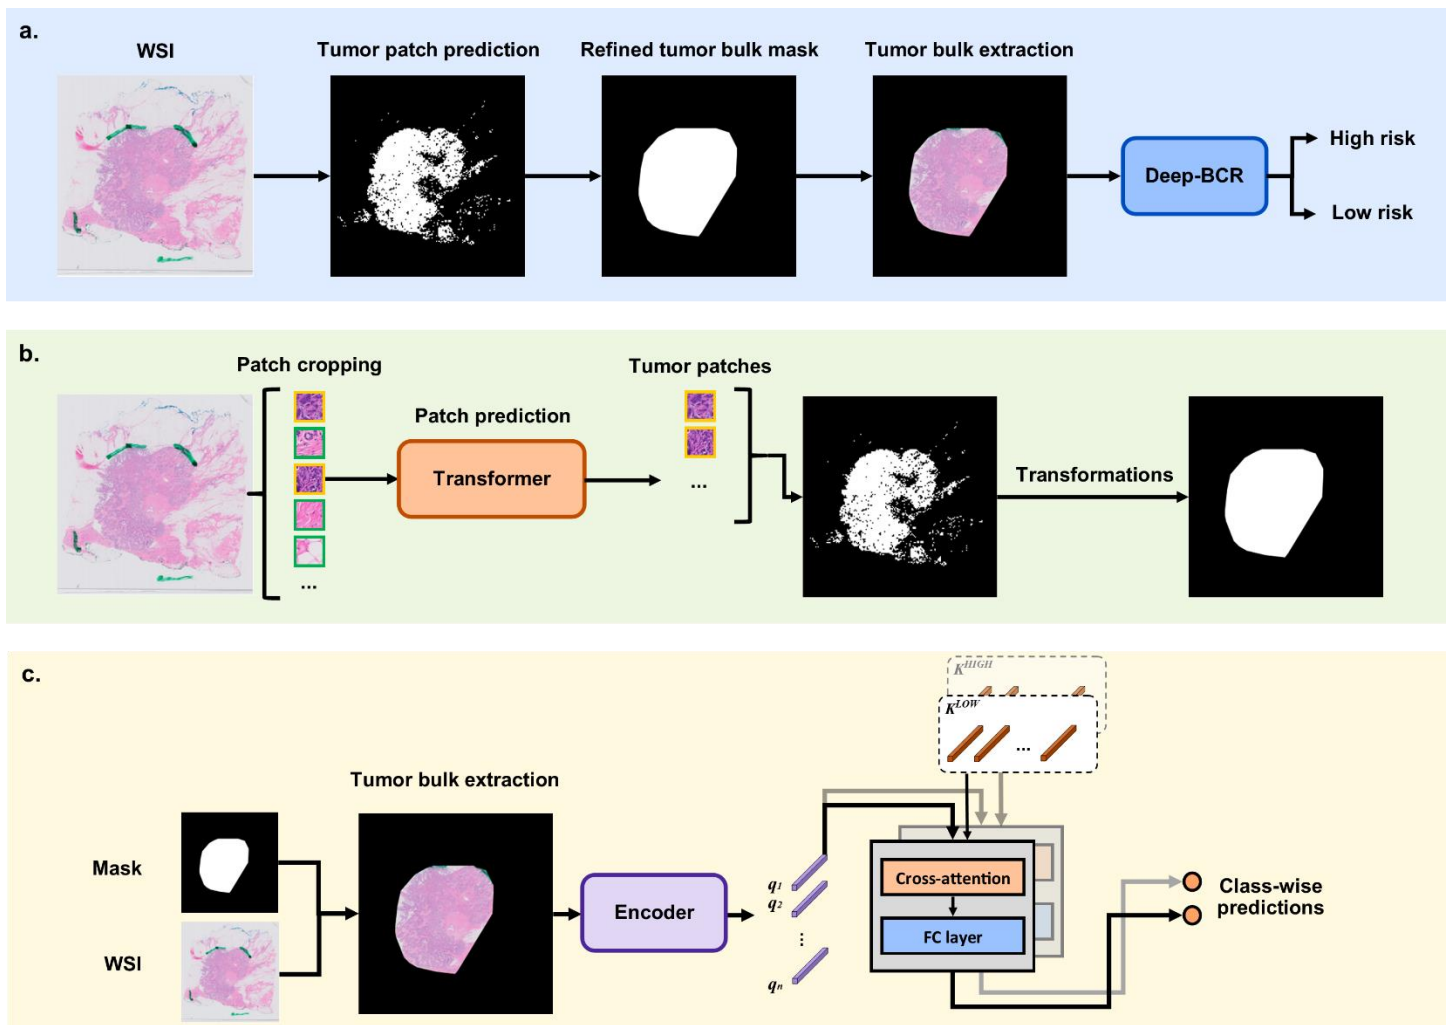 a.
WSI
Tumor patch prediction
Refined tumor bulk mask
Tumor bulk extraction
Deep-BCR
High risk
Low risk
b.
Patch cropping
...
Patch prediction
Transformer
Tumor patches
...
Transformations
c.
Mask
WSI
Tumor bulk extraction
Encoder
q1
q2
⋮
qn
K^HIGH
K^LOW
...
Cross-attention
FC layer
Class-wise
predictions